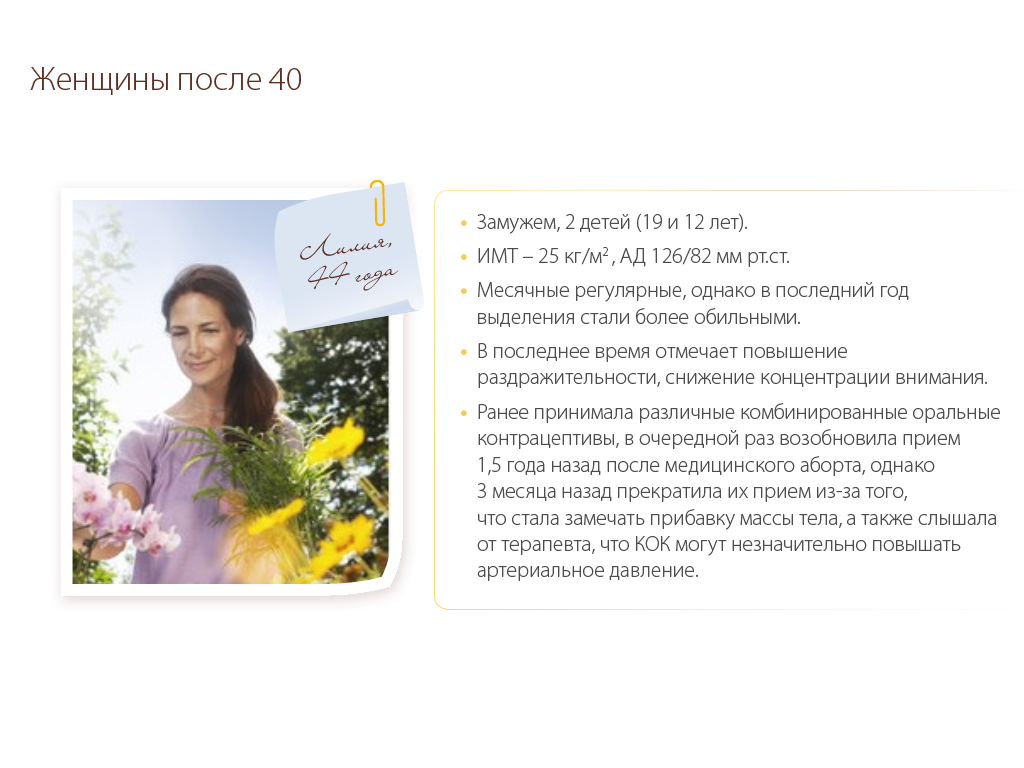 Женщины после 40
Лилия,
44 года
• Замужем, 2 детей (19 и 12 лет).
• ИМТ – 25 кг/м², АД 126/82 мм рт.ст.
• Месячные регулярные, однако в последний год
выделения стали более обильными.
• В последнее время отмечает повышение
раздражительности, снижение концентрации внимания.
• Ранее принимала различные комбинированные оральные
контрацептивы, в очередной раз возобновила прием
1,5 года назад после медицинского аборта, однако
3 месяца назад прекратила их прием из-за того,
что стала замечать прибавку массы тела, а также слышала
от терапевта, что КОК могут незначительно повышать
артериальное давление.